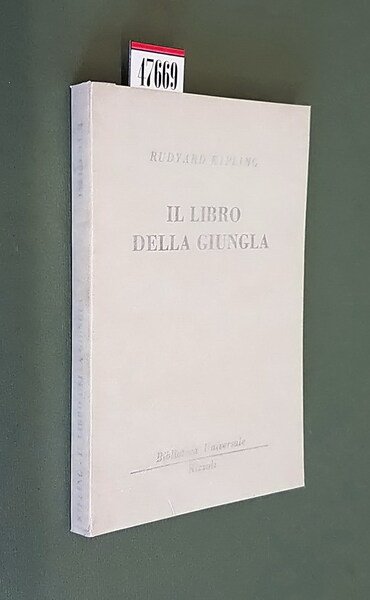 47669
RUDYARD KIPLING
IL LIBRO
DELLA GIUNGLA
Biblioteca Universale
Rizzoli